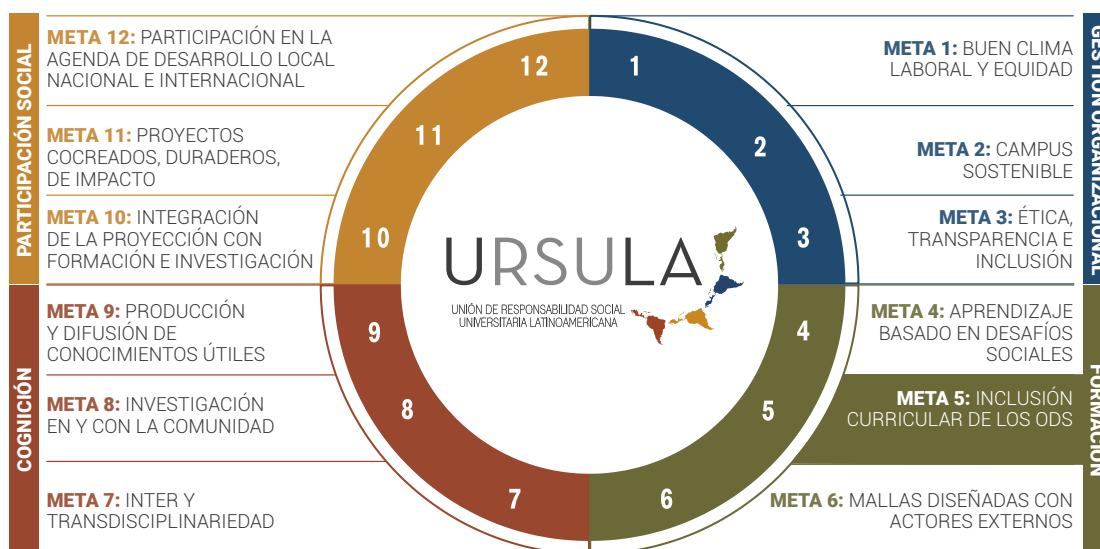 PARTICIPACIÓN SOCIAL
META 12: PARTICIPACIÓN EN LA
AGENDA DE DESARROLLO LOCAL
NACIONAL E INTERNACIONAL
META 11: PROYECTOS
COCREADOS, DURADEROS,
DE IMPACTO
META 10: INTEGRACIÓN
DE LA PROYECCIÓN CON
FORMACIÓN E INVESTIGACIÓN
COGNICIÓN
META 9: PRODUCCIÓN
Y DIFUSIÓN DE
CONOCIMIENTOS ÚTILES
META 8: INVESTIGACIÓN
EN Y CON LA COMUNIDAD
META 7: INTER Y
TRANSDISCIPLINARIEDAD
12
11
10
9
8
7
1
2
3
4
5
6
URSULA
UNIÓN DE RESPONSABILIDAD SOCIAL
UNIVERSITARIA LATINOAMERICANA
GESTIÓN ORGANIZACIONAL
META 1: BUEN CLIMA
LABORAL Y EQUIDAD
META 2: CAMPUS
SOSTENIBLE
META 3: ÉTICA,
TRANSPARENCIA E
INCLUSIÓN
FORMACIÓN
META 4: APRENDIZAJE
BASADO EN DESAFÍOS
SOCIALES
META 5: INCLUSIÓN
CURRICULAR DE LOS ODS
META 6: MALLAS DISEÑADAS CON
ACTORES EXTERNOS